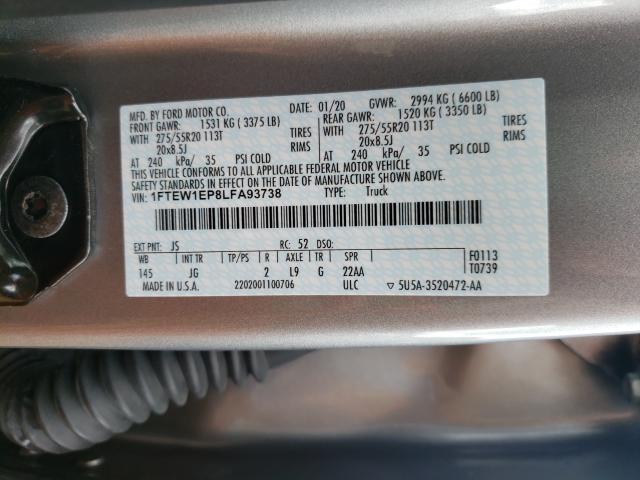 MFD. BY FORD MOTOR CO. DATE: 01/20 GVWR: 2994 KG ( 6600 LB)
FRONT GAWR: 1531 KG ( 3375 LB) REAR GAWR: 1520 KG ( 3350 LB)
WITH 275/55R20 113T TIRES WITH 275/55R20 113T TIRES
20x8.5J RIMS 20x8.5J RIMS
AT 240 kPa/ 35 PSI COLD AT 240 kPa/ 35 PSI COLD
THIS VEHICLE CONFORMS TO ALL APPLICABLE FEDERAL MOTOR VEHICLE
SAFETY STANDARDS IN EFFECT ON THE DATE OF MANUFACTURE SHOWN ABOVE.
VIN: 1FTEW1EP8LFA93738 TYPE: Truck
EXT PNT: JS RC: 52 DSO:
WB INT TR TP/PS R AXLE TR SPR F0113
145 JG 2 L9 G 22AA T0739
MADE IN U.S.A. 2202001100706 ULC ▽ 5U5A-3520472-AA